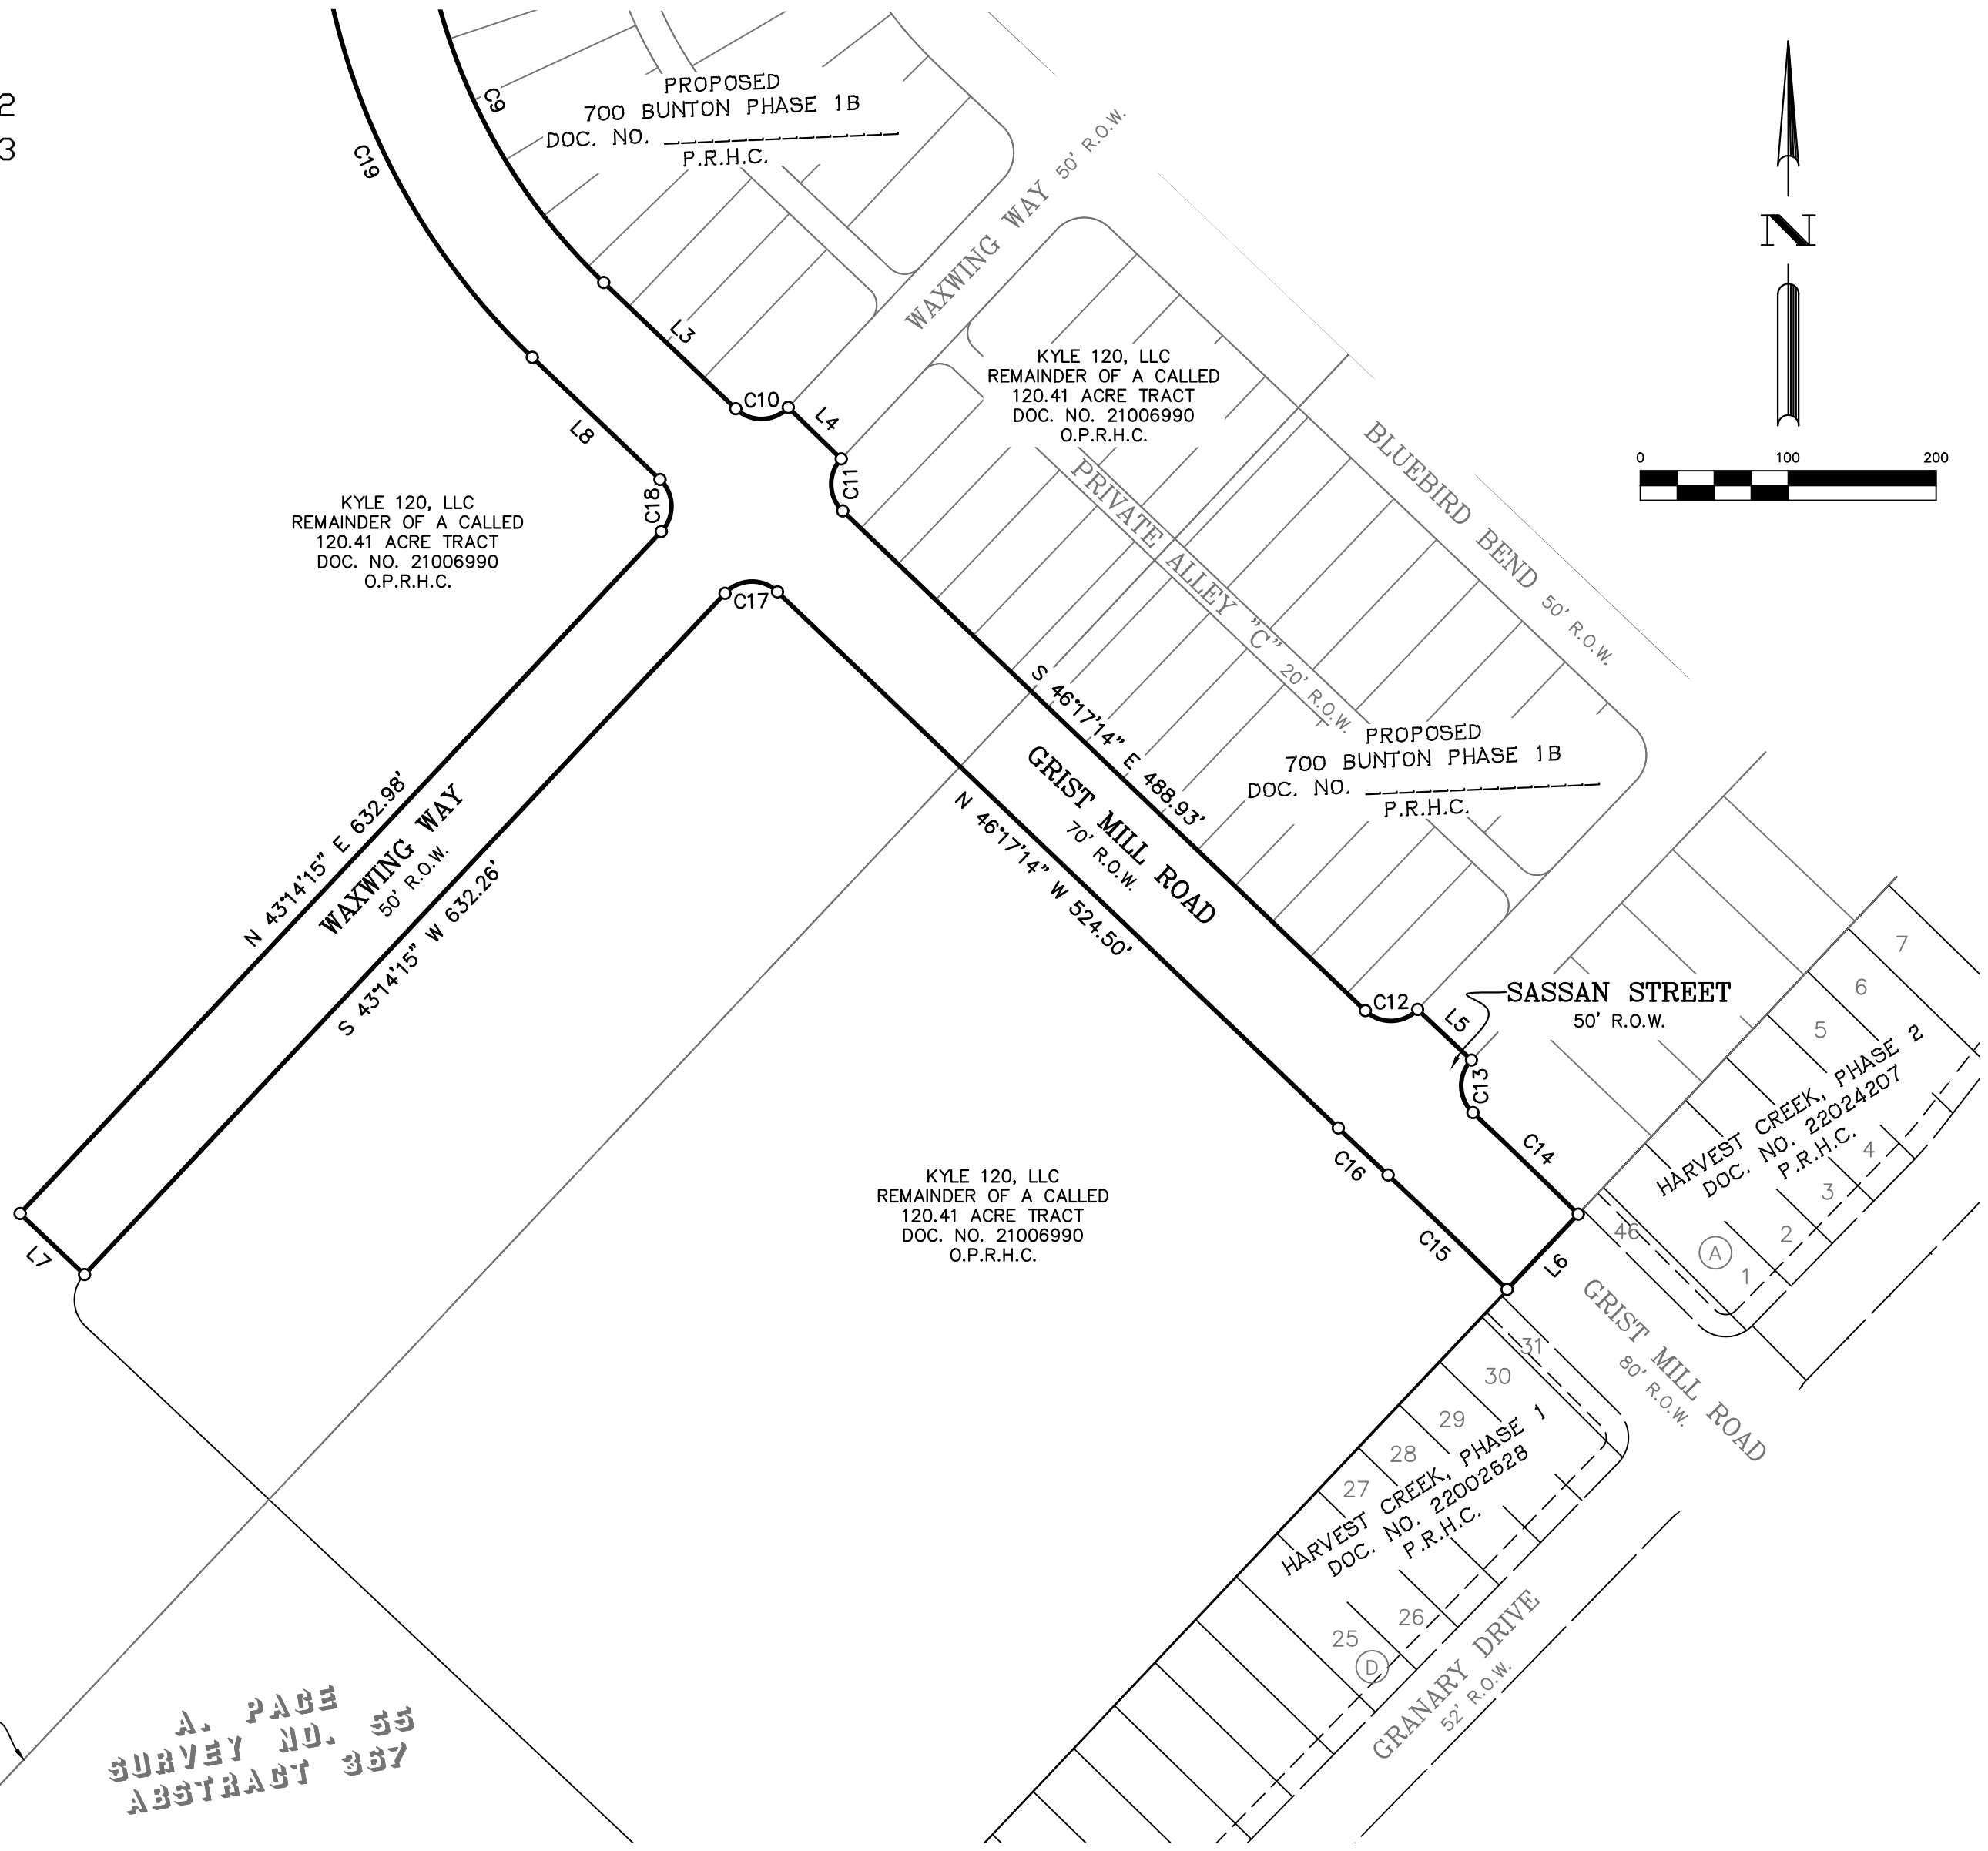 2
3
C9
C19
PROPOSED
700 BUNTON PHASE 1B
DOC. NO. ______________
P.R.H.C.
WAXWING WAY 50' R.O.W.
N
0 100 200
L3
C10
L4
C11
L8
C18
C17
KYLE 120, LLC
REMAINDER OF A CALLED
120.41 ACRE TRACT
DOC. NO. 21006990
O.P.R.H.C.
BLUEBIRD BEND 50' R.O.W.
PRIVATE ALLEY "C" 20' R.O.W.
KYLE 120, LLC
REMAINDER OF A CALLED
120.41 ACRE TRACT
DOC. NO. 21006990
O.P.R.H.C.
S 46°17'14" E 488.93'
GRIST MILL ROAD
70' R.O.W.
N 46°17'14" W 524.50'
PROPOSED
700 BUNTON PHASE 1B
DOC. NO. ______________
P.R.H.C.
N 43°14'15" E 632.98'
WAXWING WAY
50' R.O.W.
S 43°14'15" W 632.26'
C12
L5
SASSAN STREET
50' R.O.W.
C13
C14
C16
C15
L6
L7
7
6
5
4
3
2
1
46
A
HARVEST CREEK, PHASE 2
DOC. NO. 22024207
P.R.H.C.
KYLE 120, LLC
REMAINDER OF A CALLED
120.41 ACRE TRACT
DOC. NO. 21006990
O.P.R.H.C.
GRIST MILL ROAD
80' R.O.W.
31
30
29
28
27
26
25
D
HARVEST CREEK, PHASE 1
DOC. NO. 22002628
P.R.H.C.
GRANARY DRIVE
52' R.O.W.
A. PACE
SURVEY NO. 55
ABSTRACT 367